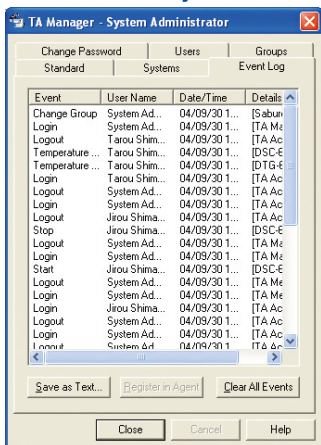 TA Manager - System Administrator
Change Password Users Groups
Standard Systems Event Log
Event User Name Date/Time Details
Change Group System Ad... 04/09/30 1... [Sabur
Login System Ad... 04/09/30 1... [TA Ma
Logout Tarou Shim... 04/09/30 1... [TA Ac
Temperature ... Tarou Shim... 04/09/30 1... [DSC-6
Temperature ... Tarou Shim... 04/09/30 1... [DTG-6
Login Tarou Shim... 04/09/30 1... [TA Ac
Logout System Ad... 04/09/30 1... [TA Ac
Login System Ad... 04/09/30 1... [TA Ac
Logout Jirou Shima... 04/09/30 1... [TA Ac
Stop Jirou Shima... 04/09/30 1... [DSC-6
Logout System Ad... 04/09/30 1... [TA Ma
Login System Ad... 04/09/30 1... [TA Ma
Start Jirou Shima... 04/09/30 1... [DSC-6
Logout System Ad... 04/09/30 1... [TA Me
Login System Ad... 04/09/30 1... [TA Me
Login Jirou Shima... 04/09/30 1... [TA Ac
Logout System Ad... 04/09/30 1... [TA Ac
Login System Ad... 04/09/30 1... [TA Ac
Logout System Ad... 04/09/30 1... [TA Ac
Save as Text... Register in Agent Clear All Events
Close Cancel Help